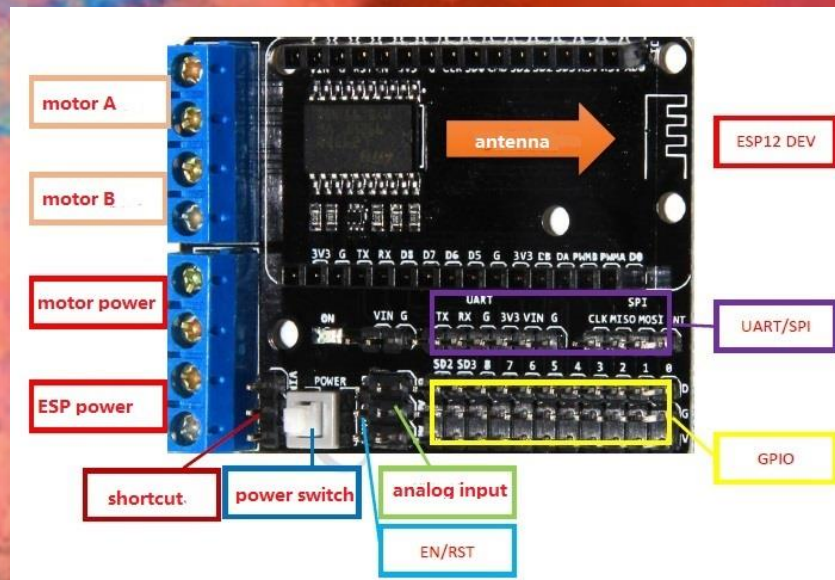 motor A
motor B
motor power
ESP power
shortcut.
power switch
analog input
EN/RST
antenna
ESP12 DEV
UART/SPI
GPIO
3V3 G TX RX D8 D7 D6 D5 G 3V3 DB DA PWMB PWMA D0
UART
SPI
ON
VIN G
TX RX G 3V3 VIN G
CLK MISO MOSI INT
SD2 SD3 8 7 6 5 4 3 2 1 0
D
G
V
VIN
POWER